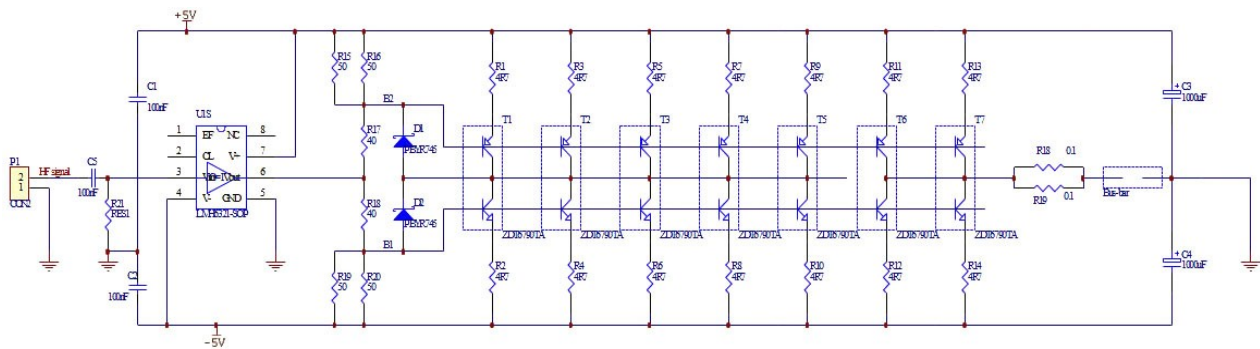 +5V
R15
50
R16
50
R1
4R7
R3
4R7
R5
4R7
R7
4R7
R9
4R7
R11
4R7
R13
4R7
C1
100nF
C3
1000uF
B2
U1S
T1
T2
T3
T4
T5
T6
T7
1
EF
NC
8
D1
R17
40
2
CL
V+
7
R18
0.1
P1
2
1
CON2
HF signal
C5
100nF
3
Vout
6
R19
0.1
Bus-bar
R21
RES1
4
V-
GND
5
LMH6321-SOP
R18
40
D2
B1
ZDT6790TA
ZDT6790TA
ZDT6790TA
ZDT6790TA
ZDT6790TA
ZDT6790TA
ZDT6790TA
C4
1000uF
100nF
R19
50
R20
50
R2
4R7
R4
4R7
R6
4R7
R8
4R7
R10
4R7
R12
4R7
R14
4R7
-5V